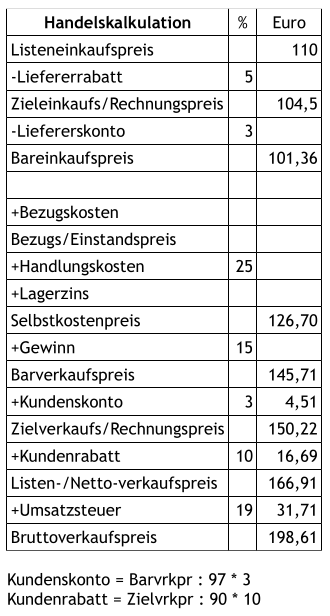 Handelskalkulation % Euro
Listeneinkaufspreis 110
-Liefererrabatt 5
Zieleinkaufs/Rechnungspreis 104,5
-Liefererskonto 3
Bareinkaufspreis 101,36
+Bezugskosten
Bezugs/Einstandspreis
+Handlungskosten 25
+Lagerzins
Selbstkostenpreis 126,70
+Gewinn 15
Barverkaufspreis 145,71
+Kundenskonto 3 4,51
Zielverkaufs/Rechnungspreis 150,22
+Kundenrabatt 10 16,69
Listen-/Netto-verkaufspreis 166,91
+Umsatzsteuer 19 31,71
Bruttoverkaufspreis 198,61
Kundenskonto = Barvrkpr : 97 * 3
Kundenrabatt = Zielvrkpr : 90 * 10